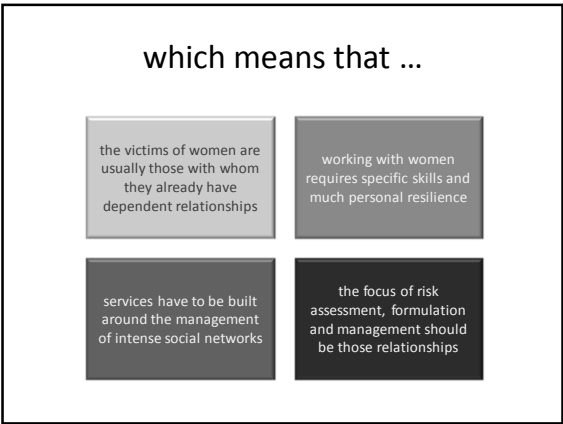 which means that …
the victims of women are
usually those with whom
they already have
dependent relationships
working with women
requires specific skills and
much personal resilience
services have to be built
around the management
of intense social networks
the focus of risk
assessment, formulation
and management should
be those relationships